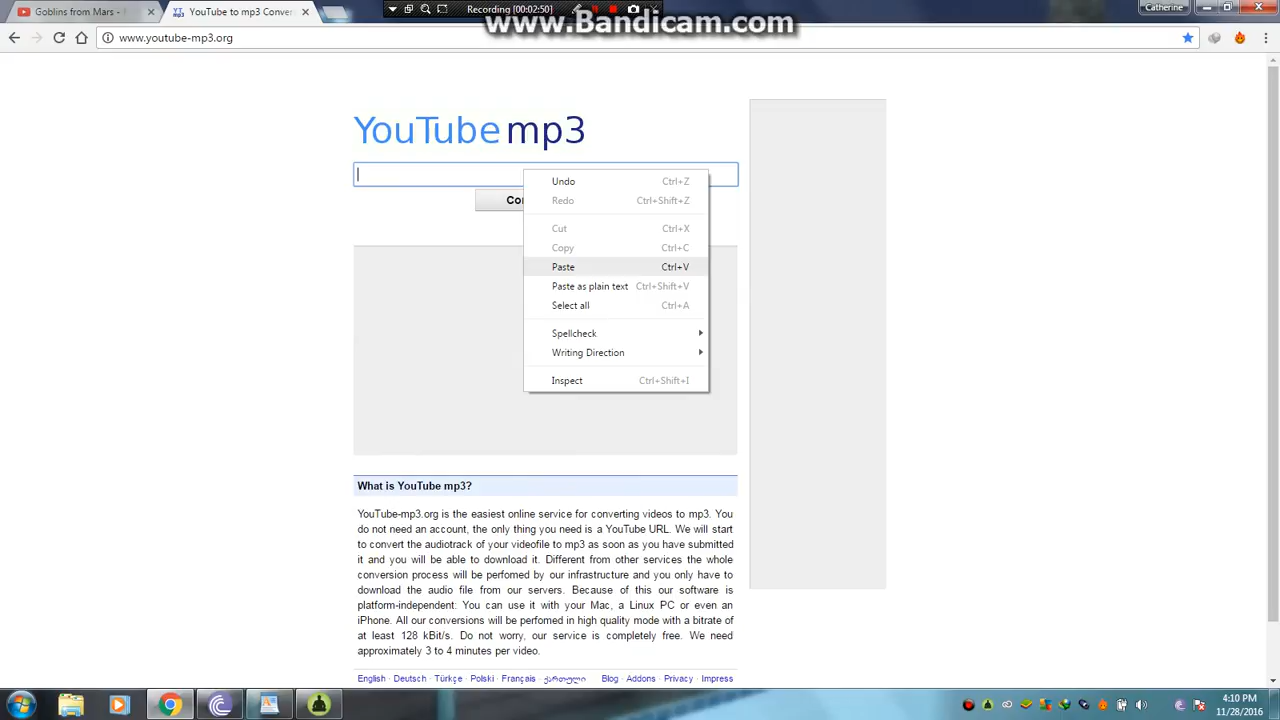 Goblins from Mars -
YouTube to mp3 Conver
Recording [00:02:50]
www.Bandicam.com
Catherine
www.youtube-mp3.org
YouTube mp3
Undo Ctrl+Z
Redo Ctrl+Shift+Z
Cut Ctrl+X
Copy Ctrl+C
Paste Ctrl+V
Paste as plain text Ctrl+Shift+V
Select all Ctrl+A
Spellcheck
Writing Direction
Inspect Ctrl+Shift+I
What is YouTube mp3?
YouTube-mp3.org is the easiest online service for converting videos to mp3. You
do not need an account, the only thing you need is a YouTube URL. We will start
to convert the audiotrack of your videofile to mp3 as soon as you have submitted
it and you will be able to download it. Different from other services the whole
conversion process will be perfomed by our infrastructure and you only have to
download the audio file from our servers. Because of this our software is
platform-independent: You can use it with your Mac, a Linux PC or even an
iPhone. All our conversions will be perfomed in high quality mode with a bitrate of
at least 128 kBit/s. Do not worry, our service is completely free. We need
approximately 3 to 4 minutes per video.
English · Deutsch · Türkçe · Polski · Français · ქართული Blog · Addons · Privacy · Impress
4:10 PM
11/28/2016